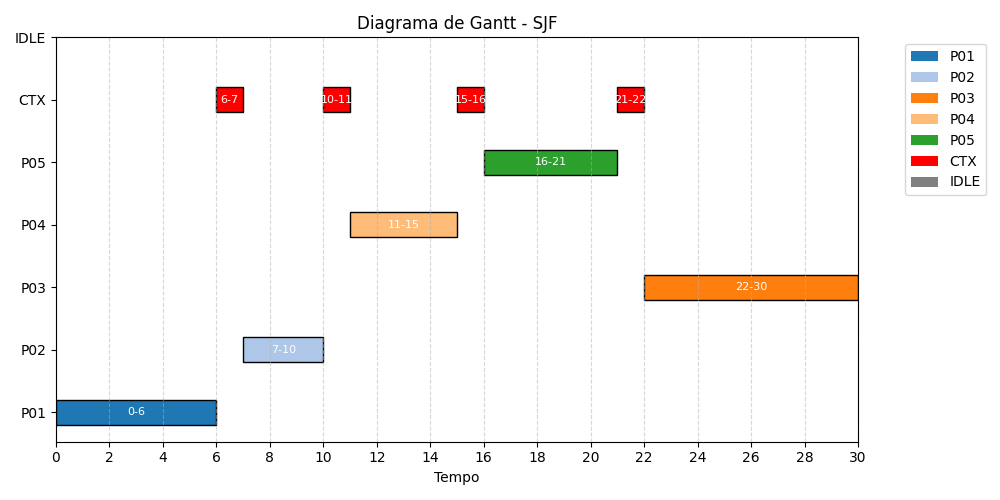 Diagrama de Gantt - SJF
IDLE
CTX
6-7
10-11
15-16
21-22
P05
16-21
P04
11-15
P03
22-30
P02
7-10
P01
0-6
0 2 4 6 8 10 12 14 16 18 20 22 24 26 28 30
Tempo
P01
P02
P03
P04
P05
CTX
IDLE